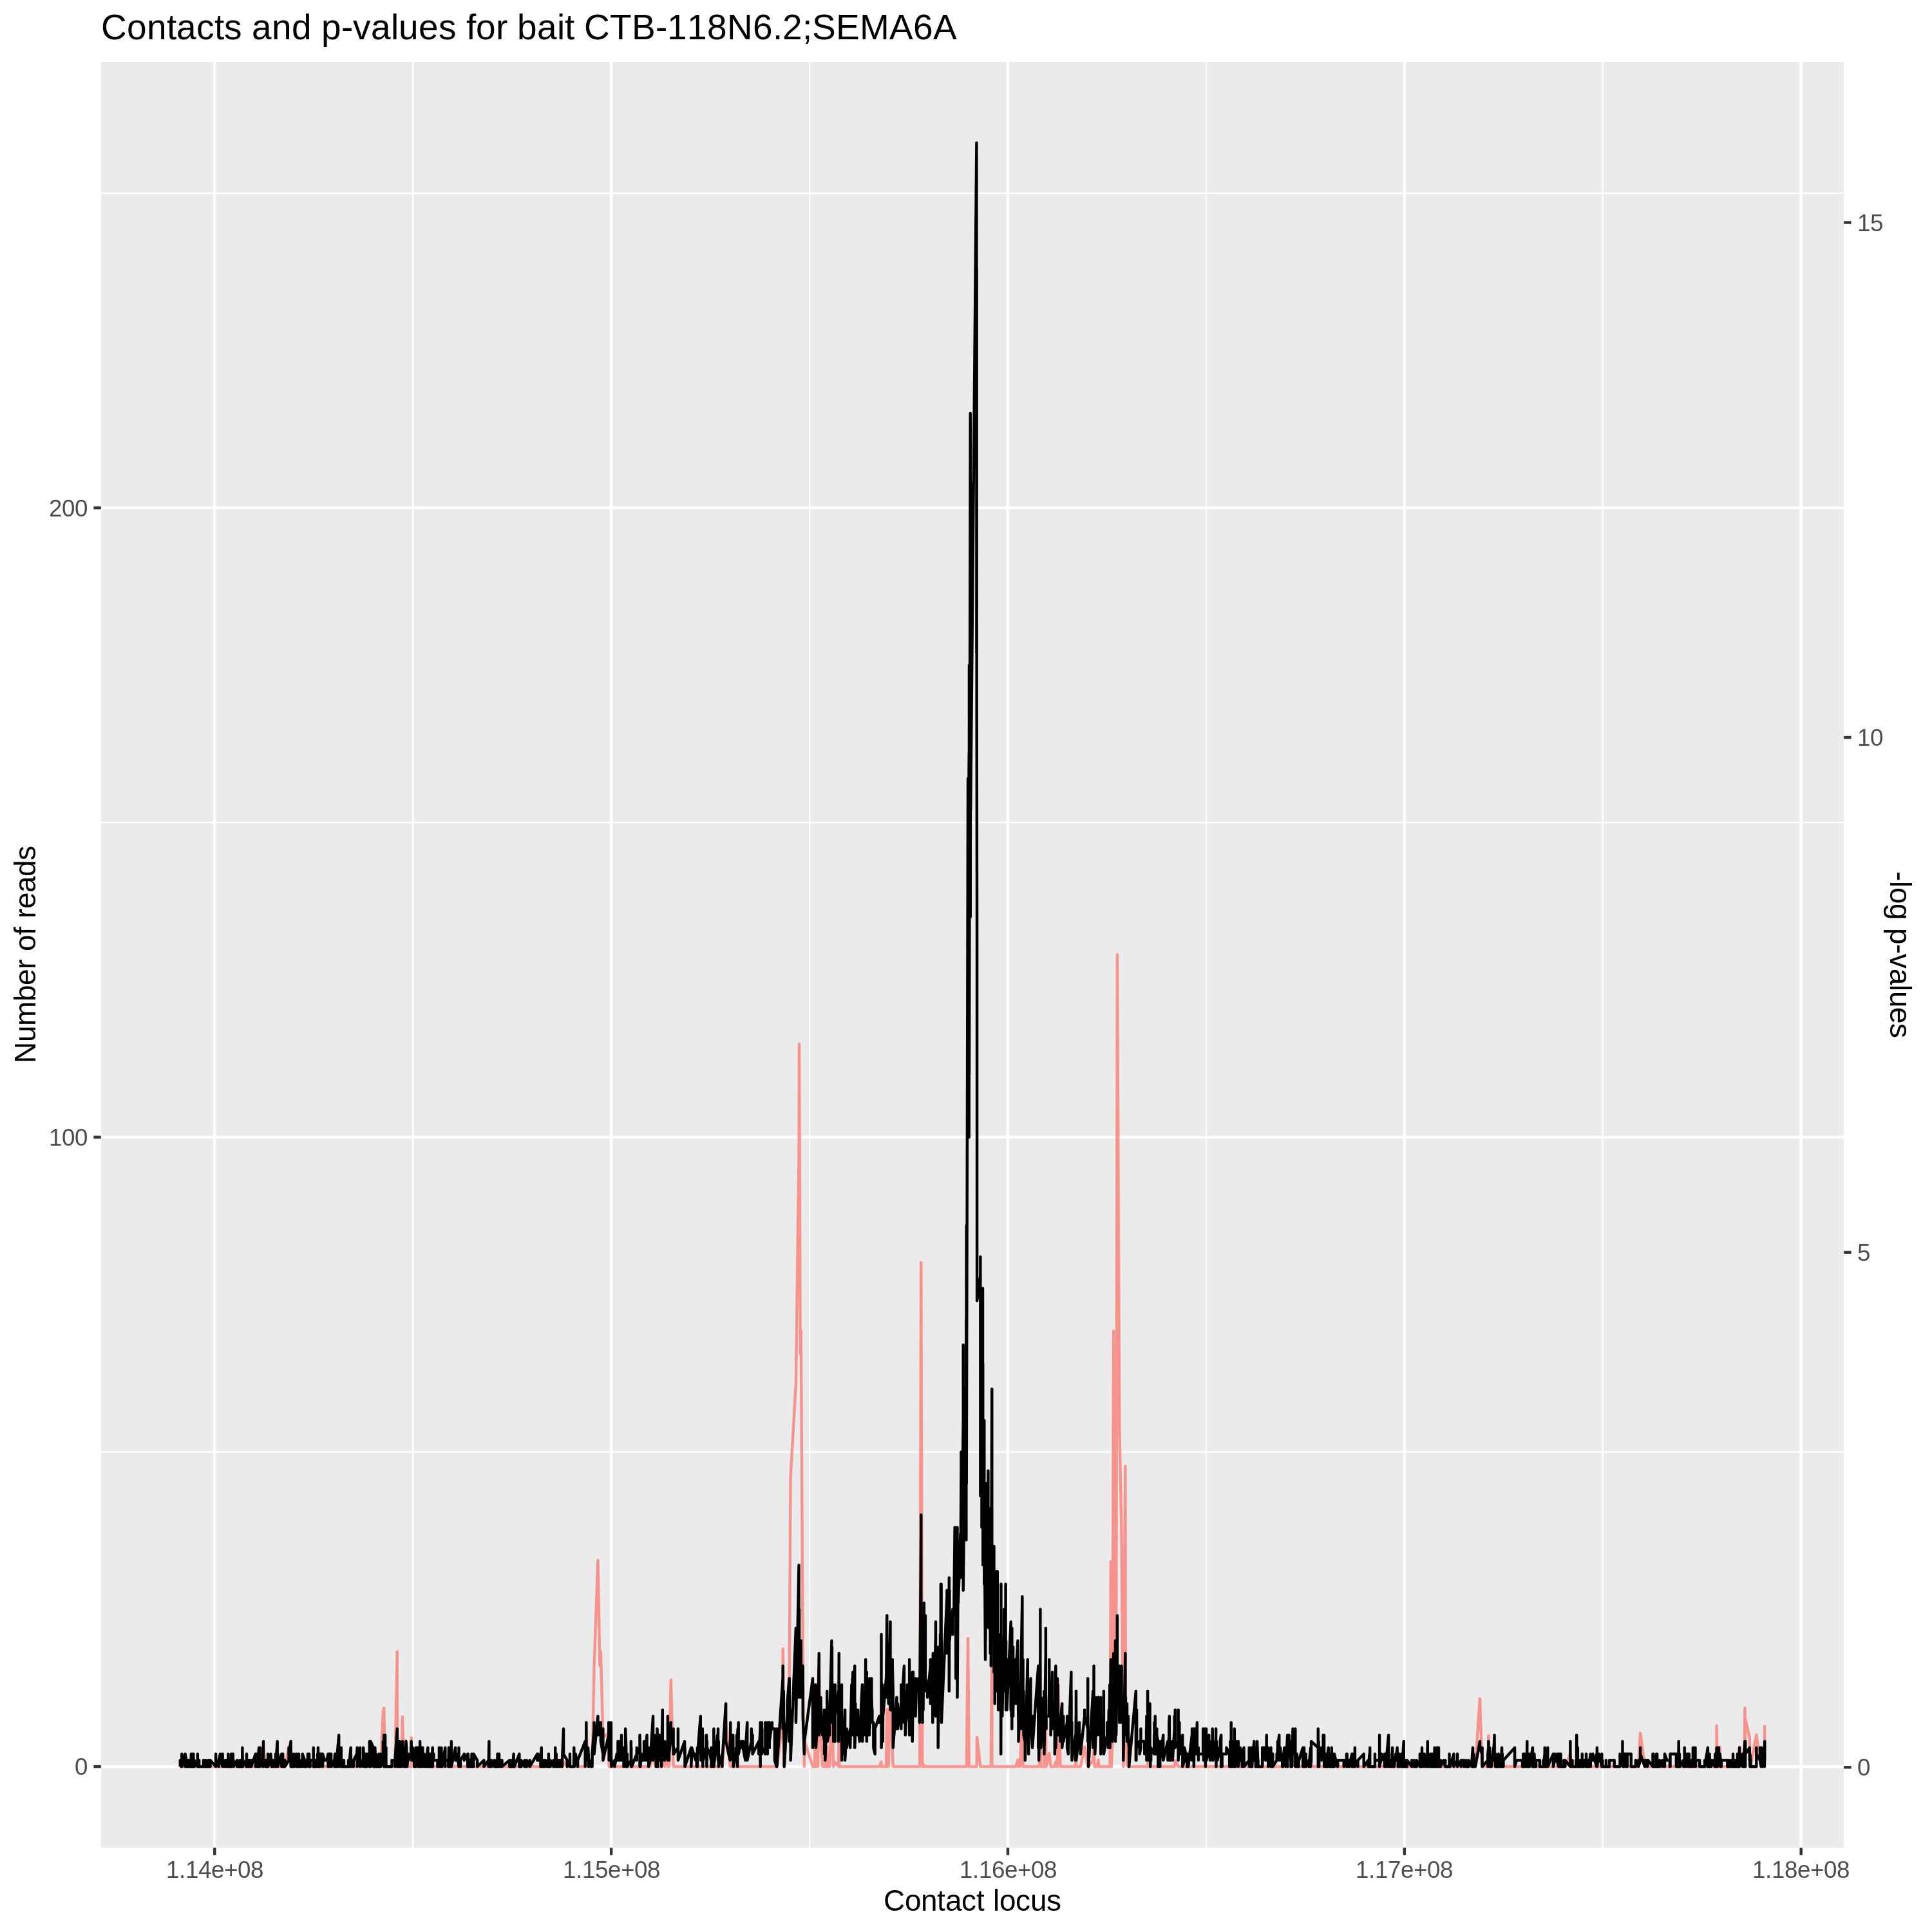 Contacts and p-values for bait CTB-118N6.2;SEMA6A
Number of reads
200
100
0
15
10
5
0
-log p-values
1.14e+08
1.15e+08
1.16e+08
1.17e+08
1.18e+08
Contact locus